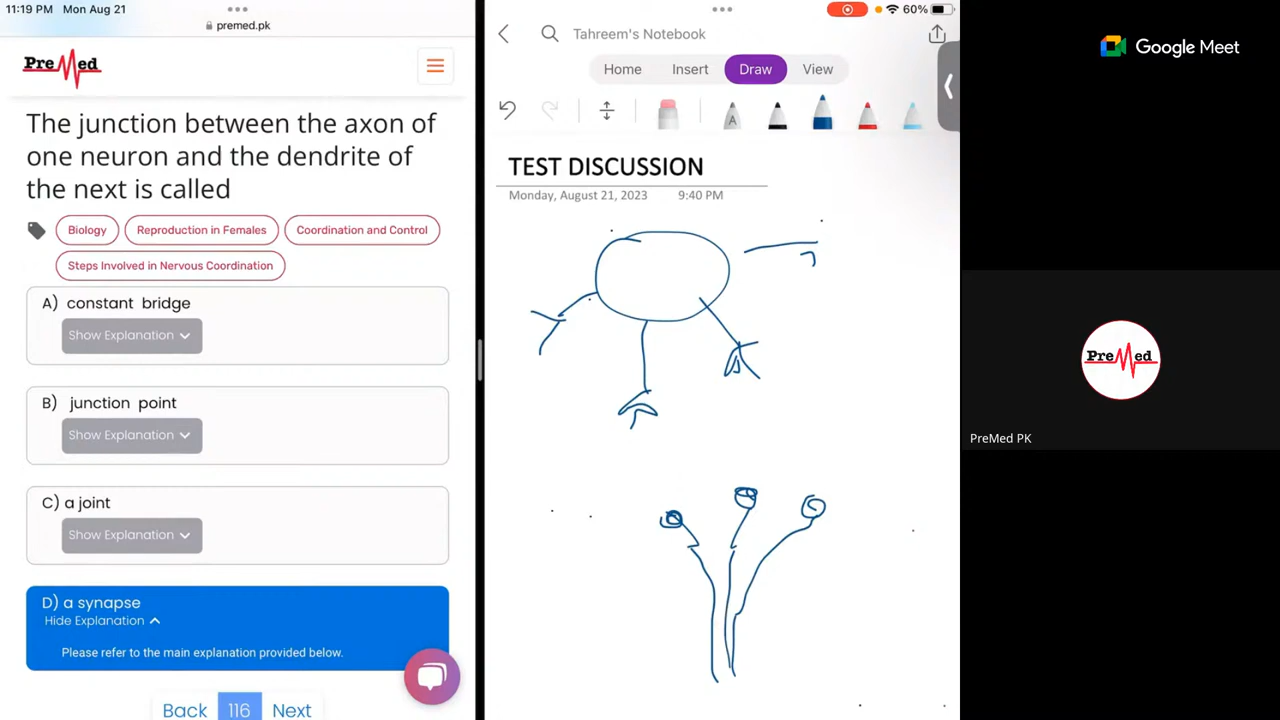 11:19 PM Mon Aug 21
premed.pk
PreMed
The junction between the axon of
one neuron and the dendrite of
the next is called
Biology
Reproduction in Females
Coordination and Control
Steps Involved in Nervous Coordination
A) constant bridge
Show Explanation
B) junction point
Show Explanation
C) a joint
Show Explanation
D) a synapse
Hide Explanation
Please refer to the main explanation provided below.
Back
116
Next
60%
Tahreem's Notebook
Home
Insert
Draw
View
A
TEST DISCUSSION
Monday, August 21, 2023
9:40 PM
Google Meet
PreMed
PreMed PK